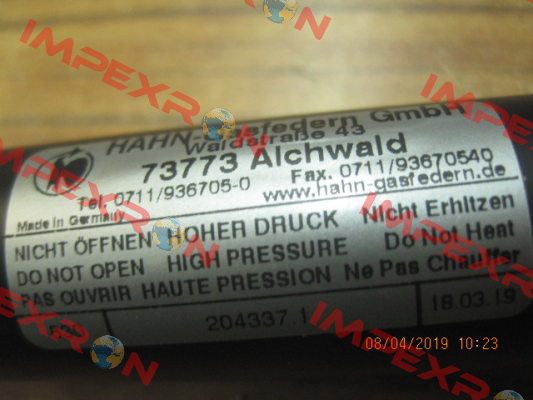 HAHN-Gasfedern GmbH
Waldstraße 43
73773 Aichwald
Tel. 0711/936705-0 Fax. 0711/93670540
Made in Germany www.hahn-gasfedern.de
NICHT ÖFFNEN HOHER DRUCK Nicht Erhitzen
DO NOT OPEN HIGH PRESSURE Do Not Heat
PAS OUVRIR HAUTE PRESSION Ne Pas Chauffer
204337.1 18.03.19
08/04/2019 10:23
IMPEXRON
IMPEXRON
IMPEXRON
IMPEXRON